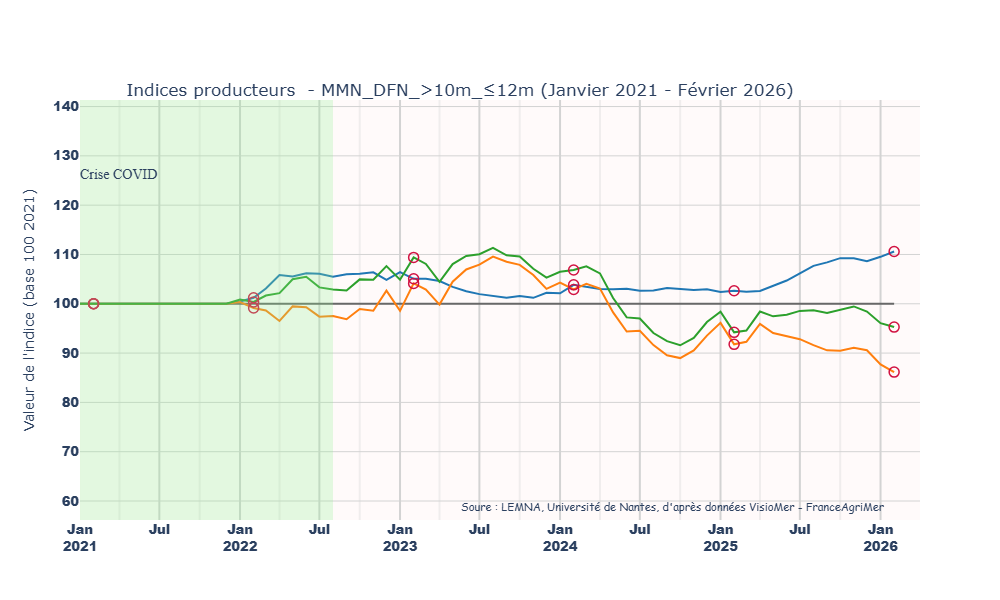 Indices producteurs  - MMN_DFN_>10m_≤12m (Janvier 2021 - Février 2026)
Valeur de l'indice (base 100 2021)
140
130
Crise COVID
120
110
100
90
80
70
60
Soure : LEMNA, Université de Nantes, d'après données VisioMer - FranceAgriMer
Jan Jul Jan Jul Jan Jul Jan Jul Jan Jul Jan
2021 2022 2023 2024 2025 2026